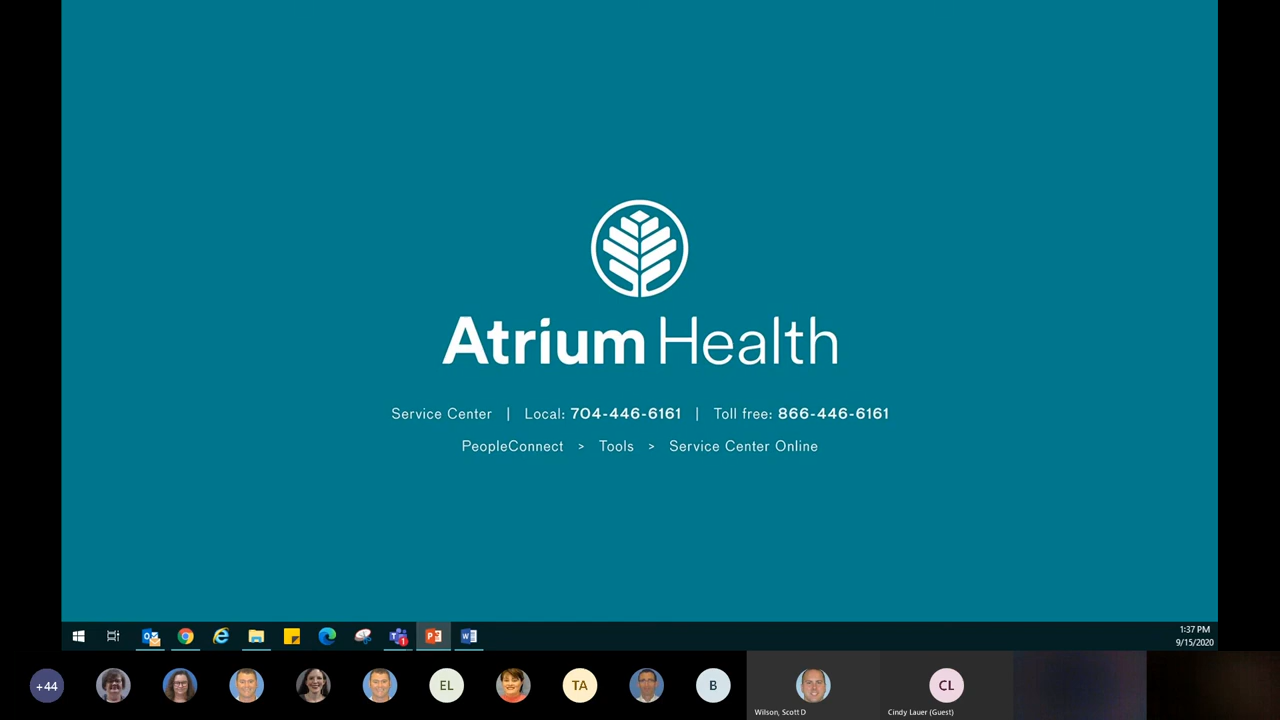 Atrium Health
Service Center | Local: 704-446-6161 | Toll free: 866-446-6161
PeopleConnect > Tools > Service Center Online
1:37 PM
9/15/2020
+44
EL
TA
B
CL
Wilson, Scott D
Cindy Lauer (Guest)